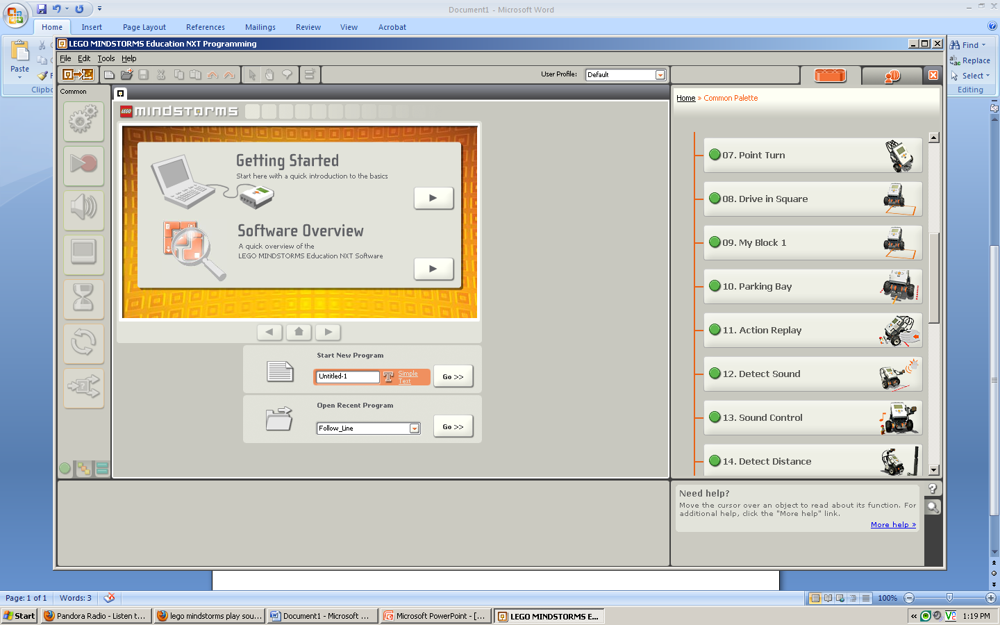 Document1 - Microsoft Word
Home Insert Page Layout References Mailings Review View Acrobat
Paste
Clipbo
Find
Replace
Select
Editing
LEGO MINDSTORMS Education NXT Programming
File Edit Tools Help
User Profile: Default
Common
LEGO mindstorms
Getting Started
Start here with a quick introduction to the basics
Software Overview
A quick overview of the
LEGO MINDSTORMS Education NXT Software
Start New Program
Untitled-1
T
Simple
Text
Go >>
Open Recent Program
Follow_Line
Go >>
Home » Common Palette
07. Point Turn
08. Drive in Square
09. My Block 1
10. Parking Bay
11. Action Replay
12. Detect Sound
13. Sound Control
14. Detect Distance
Need help?
Move the cursor over an object to read about its function. For
additional help, click the "More help" link.
More help »
Page: 1 of 1 Words: 3
100%
Start
Pandora Radio - Listen t...
lego mindstorms play sou...
Document1 - Microsoft ...
Microsoft PowerPoint - [...
LEGO MINDSTORMS E...
1:19 PM